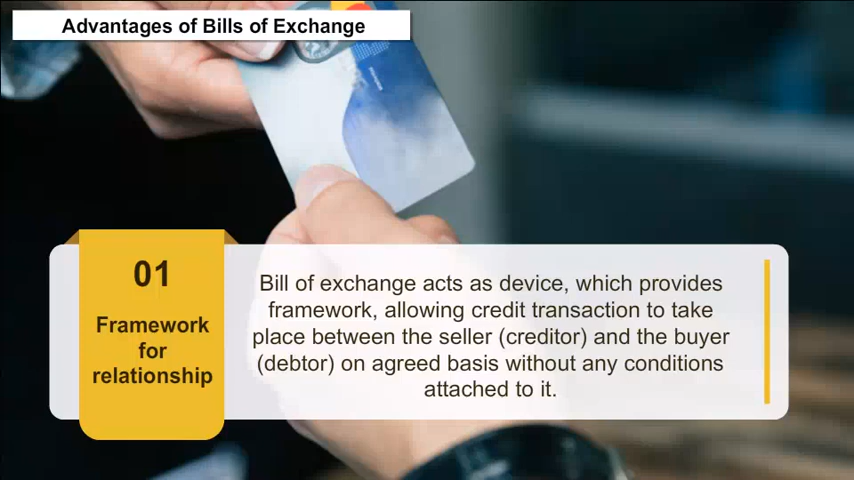 Advantages of Bills of Exchange
01
Framework
for
relationship
Bill of exchange acts as device, which provides
framework, allowing credit transaction to take
place between the seller (creditor) and the buyer
(debtor) on agreed basis without any conditions
attached to it.